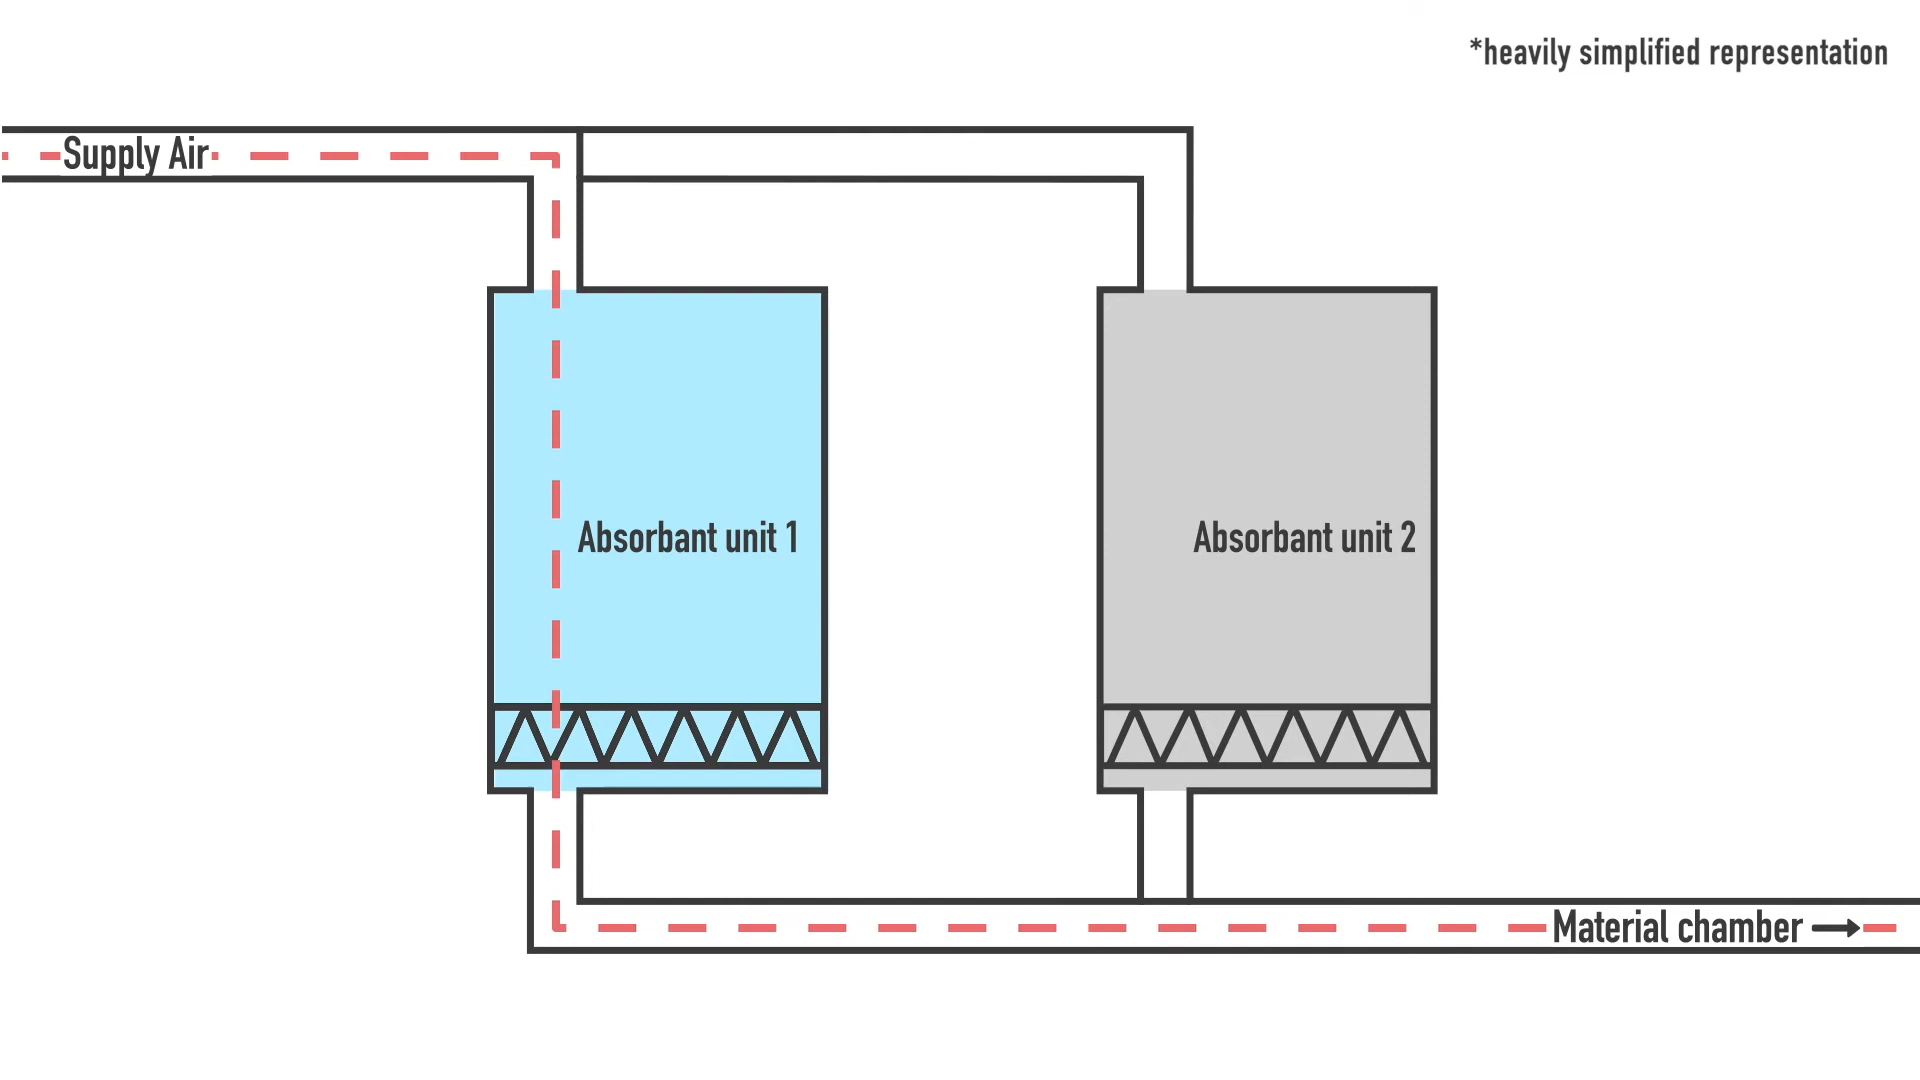 *heavily simplified representation
Supply Air
Absorbant unit 1
Absorbant unit 2
Material chamber →